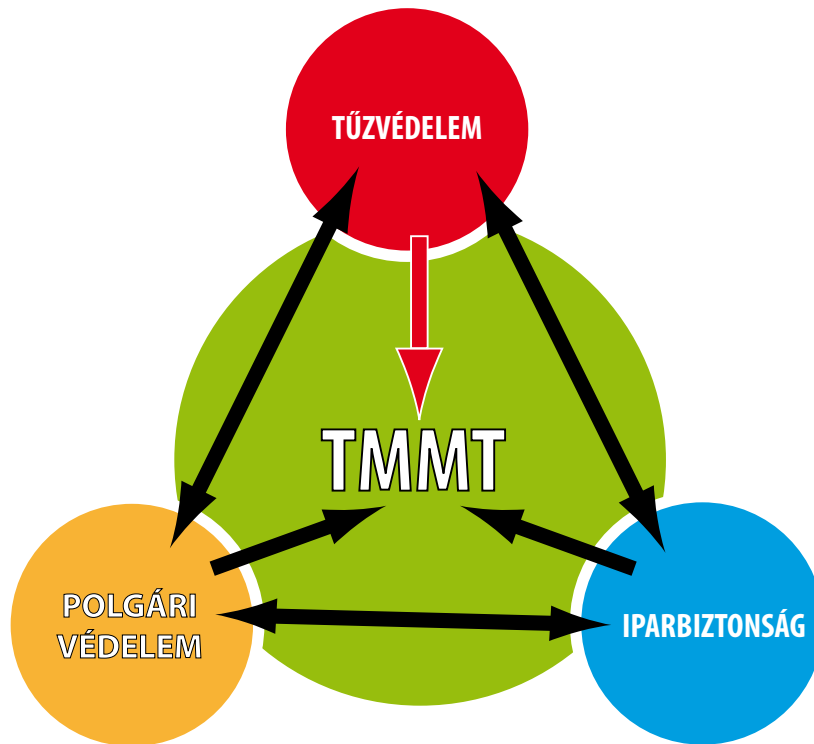 TŰZVÉDELEM
TMMT
POLGÁRI
VÉDELEM
IPARBIZTONSÁG